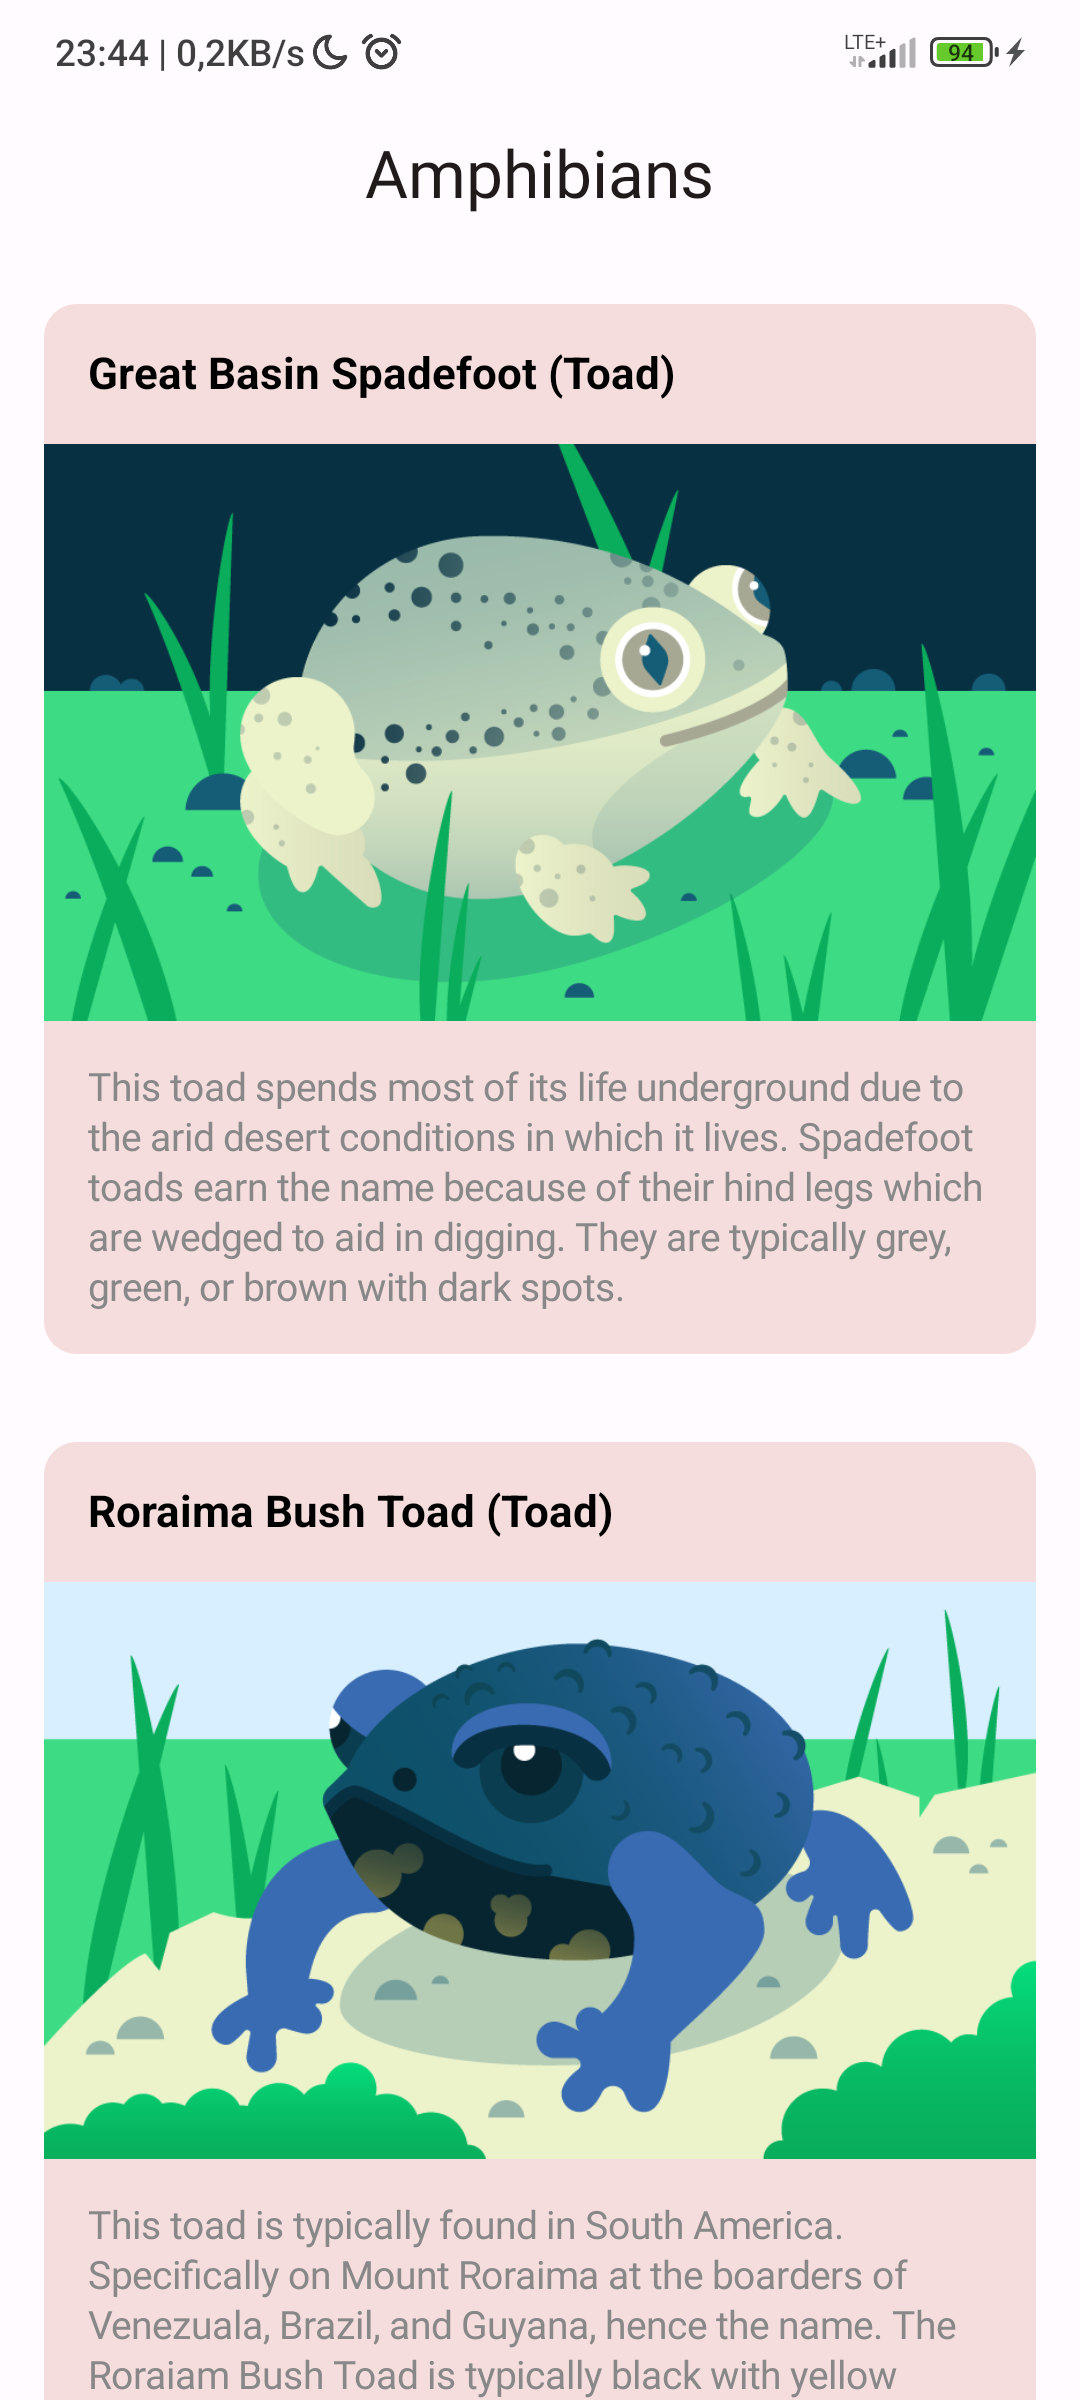 23:44 | 0,2KB/s
LTE+
94
Amphibians
Great Basin Spadefoot (Toad)
This toad spends most of its life underground due to
the arid desert conditions in which it lives. Spadefoot
toads earn the name because of their hind legs which
are wedged to aid in digging. They are typically grey,
green, or brown with dark spots.
Roraima Bush Toad (Toad)
This toad is typically found in South America.
Specifically on Mount Roraima at the boarders of
Venezuala, Brazil, and Guyana, hence the name. The
Roraiam Bush Toad is typically black with yellow